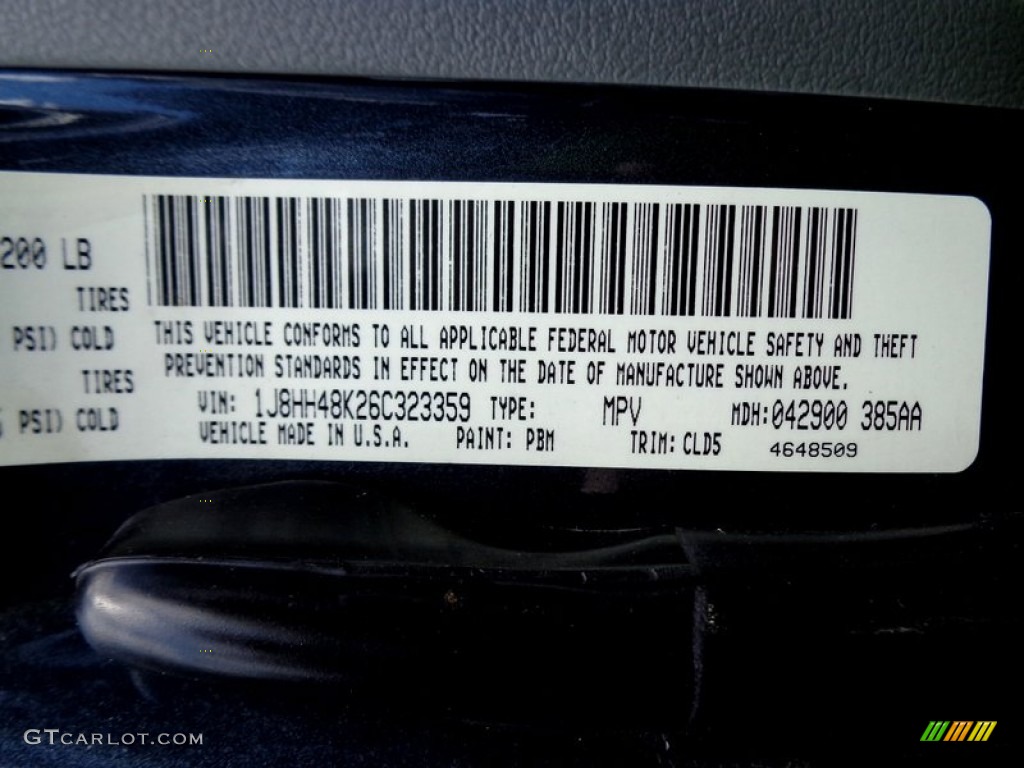 200 LB
TIRES
PSI) COLD
TIRES
PSI) COLD
THIS VEHICLE CONFORMS TO ALL APPLICABLE FEDERAL MOTOR VEHICLE SAFETY AND THEFT
PREVENTION STANDARDS IN EFFECT ON THE DATE OF MANUFACTURE SHOWN ABOVE.
VIN: 1J8HH48K26C323359 TYPE: MPV MDH:042900 385AA
VEHICLE MADE IN U.S.A. PAINT: PBM TRIM: CLD5 4648509
GTCARLOT.COM